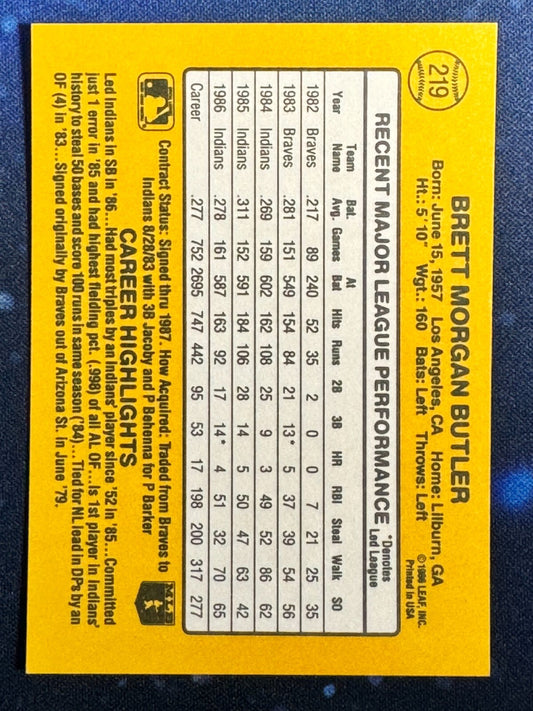 219
BRETT MORGAN BUTLER
Born: June 15, 1957 Los Angeles, CA Home: Lilburn, GA
Ht.: 5'10" Wgt.: 160 Bats: Left Throws: Left
©1986 LEAF, INC.
Printed in USA
RECENT MAJOR LEAGUE PERFORMANCE
*Denotes
Led League
Year Team Name Bat. Avg. Games At Bat Hits Runs 2B 3B HR RBI Steal Walk SO
1982 Braves .217 89 240 52 35 2 0 0 7 21 25 35
1983 Braves .281 151 549 154 84 21 13* 5 37 39 54 56
1984 Indians .269 159 602 162 108 25 9 3 49 52 86 62
1985 Indians .311 152 591 184 106 28 14 5 50 47 63 42
1986 Indians .278 161 587 163 92 17 14* 4 51 32 70 65
Career .277 752 2695 747 442 95 53 17 198 200 317 277
Contract Status: Signed thru 1987. How Acquired: Traded from Braves to
Indians 8/28/83 with 3B Jacoby and P Behenna for P Barker
CAREER HIGHLIGHTS
Led Indians in SB in '86...Had most triples by an Indians' player since '52 in '85...Committed
just 1 error in '85 and had highest fielding pct. (.998) of all AL OF...Is 1st player in Indians'
history to steal 50 bases and score 100 runs in same season ('84)...Tied for NL lead in DPs by an
OF (4) in '83...Signed originally by Braves out of Arizona St. in June '79.